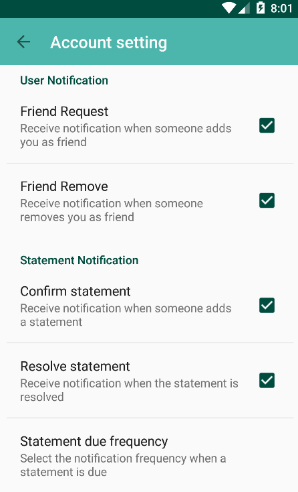 8:01
Account setting
User Notification
Friend Request
Receive notification when someone adds
you as friend
Friend Remove
Receive notification when someone
removes you as friend
Statement Notification
Confirm statement
Receive notification when someone adds
a statement
Resolve statement
Receive notification when the statement is
resolved
Statement due frequency
Select the notification frequency when a
statement is due